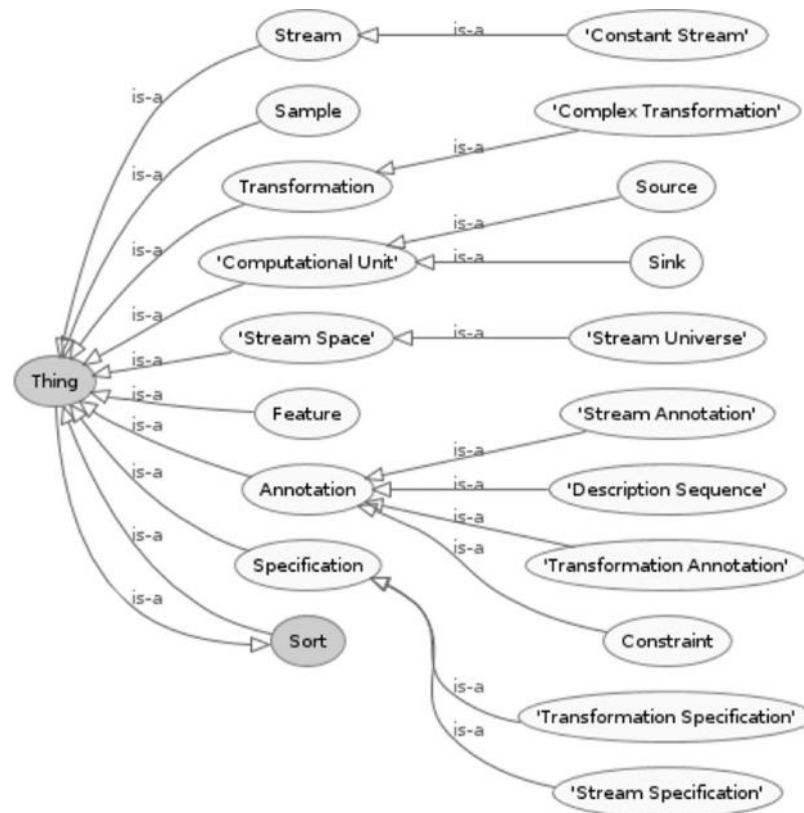 Stream
is-a
'Constant Stream'
is-a
Sample
'Complex Transformation'
is-a
is-a
Transformation
Source
is-a
is-a
'Computational Unit'
is-a
Sink
is-a
'Stream Space'
is-a
'Stream Universe'
is-a
Thing
is-a
Feature
'Stream Annotation'
is-a
is-a
Annotation
is-a
'Description Sequence'
is-a
is-a
Specification
is-a
'Transformation Annotation'
is-a
is-a
Sort
Constraint
is-a
'Transformation Specification'
is-a
'Stream Specification'